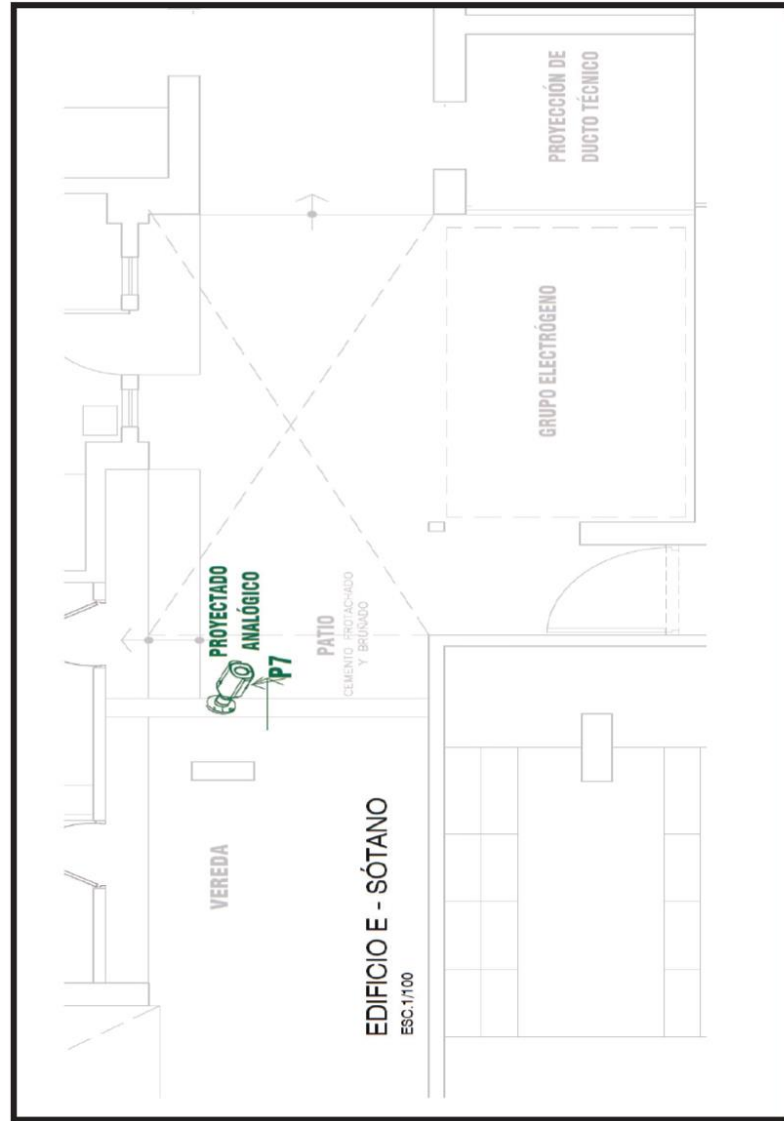 PROYECCIÓN DE
DUCTO TÉCNICO
GRUPO ELECTRÓGENO
PROYECTADO
ANALÓGICO
P7
PATIO
CEMENTO FROTACHADO
Y BRUÑADO
VEREDA
EDIFICIO E - SÓTANO
ESC.1/100